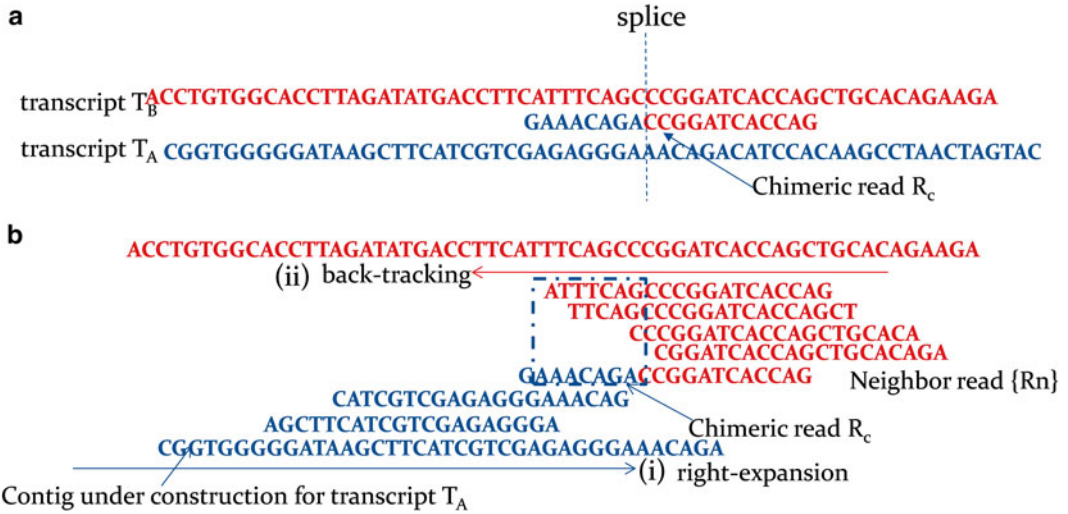 a
splice
transcript TB ACCTGTGGCACCTTAGATATGACCTTCATTTCAGCCCGGATCACCAGCTGCACAGAAGA
GAAACAGACCGGATCACCAG
transcript TA CGGTGGGGGATAAGCTTCATCGTCGAGAGGGAAACAGACATCCACAAGCCTAACTAGTAC
Chimeric read Rc
b
ACCTGTGGCACCTTAGATATGACCTTCATTTCAGCCCGGATCACCAGCTGCACAGAAGA
(ii) back-tracking
ATTTCAGCCCGGATCACCAG
TTCAGCCCGGATCACCAGCT
CCCGGATCACCAGCTGCACA
CGGATCACCAGCTGCACAGA
GAAACAGACCGGATCACCAG
Neighbor read {Rn}
CATCGTCGAGAGGGAAACAG
Chimeric read Rc
AGCTTCATCGTCGAGAGGGA
CGGTGGGGGATAAGCTTCATCGTCGAGAGGGAAACAGA
(i) right-expansion
Contig under construction for transcript TA